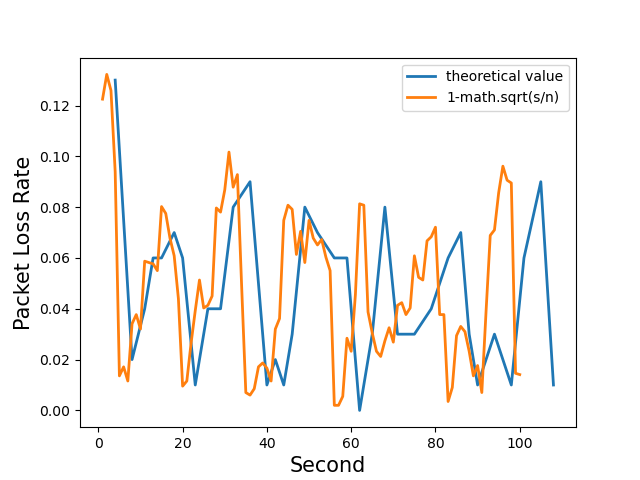 theoretical value
1-math.sqrt(s/n)
0.12
0.10
0.08
0.06
0.04
0.02
0.00
Packet Loss Rate
0 20 40 60 80 100
Second